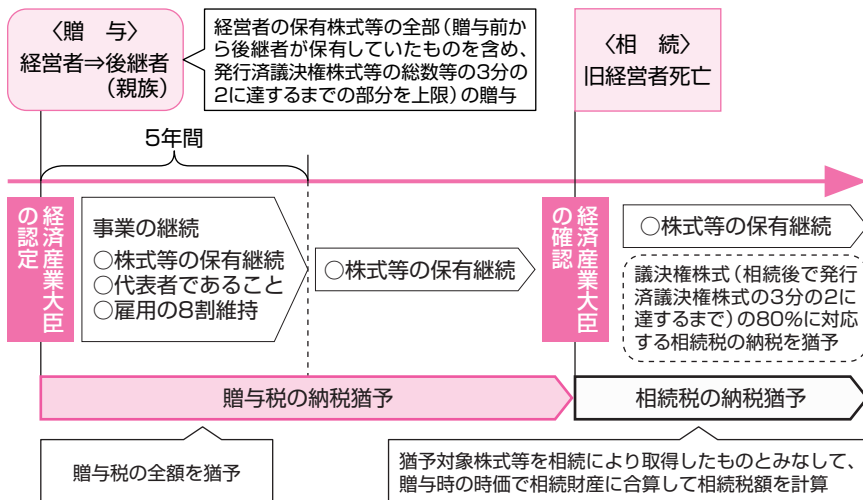 〈贈　与〉
経営者⇒後継者
（親族）
経営者の保有株式等の全部（贈与前か
ら後継者が保有していたものを含め、
発行済議決権株式等の総数等の3分の
2に達するまでの部分を上限）の贈与
〈相　続〉
旧経営者死亡
5年間
経済産業大臣
の認定
事業の継続
○株式等の保有継続
○代表者であること
○雇用の8割維持
○株式等の保有継続
経済産業大臣
の確認
○株式等の保有継続
議決権株式（相続後で発行
済議決権株式の3分の2に
達するまで）の80％に対応
する相続税の納税を猶予
贈与税の納税猶予
相続税の納税猶予
贈与税の全額を猶予
猶予対象株式等を相続により取得したものとみなして、
贈与時の時価で相続財産に合算して相続税額を計算